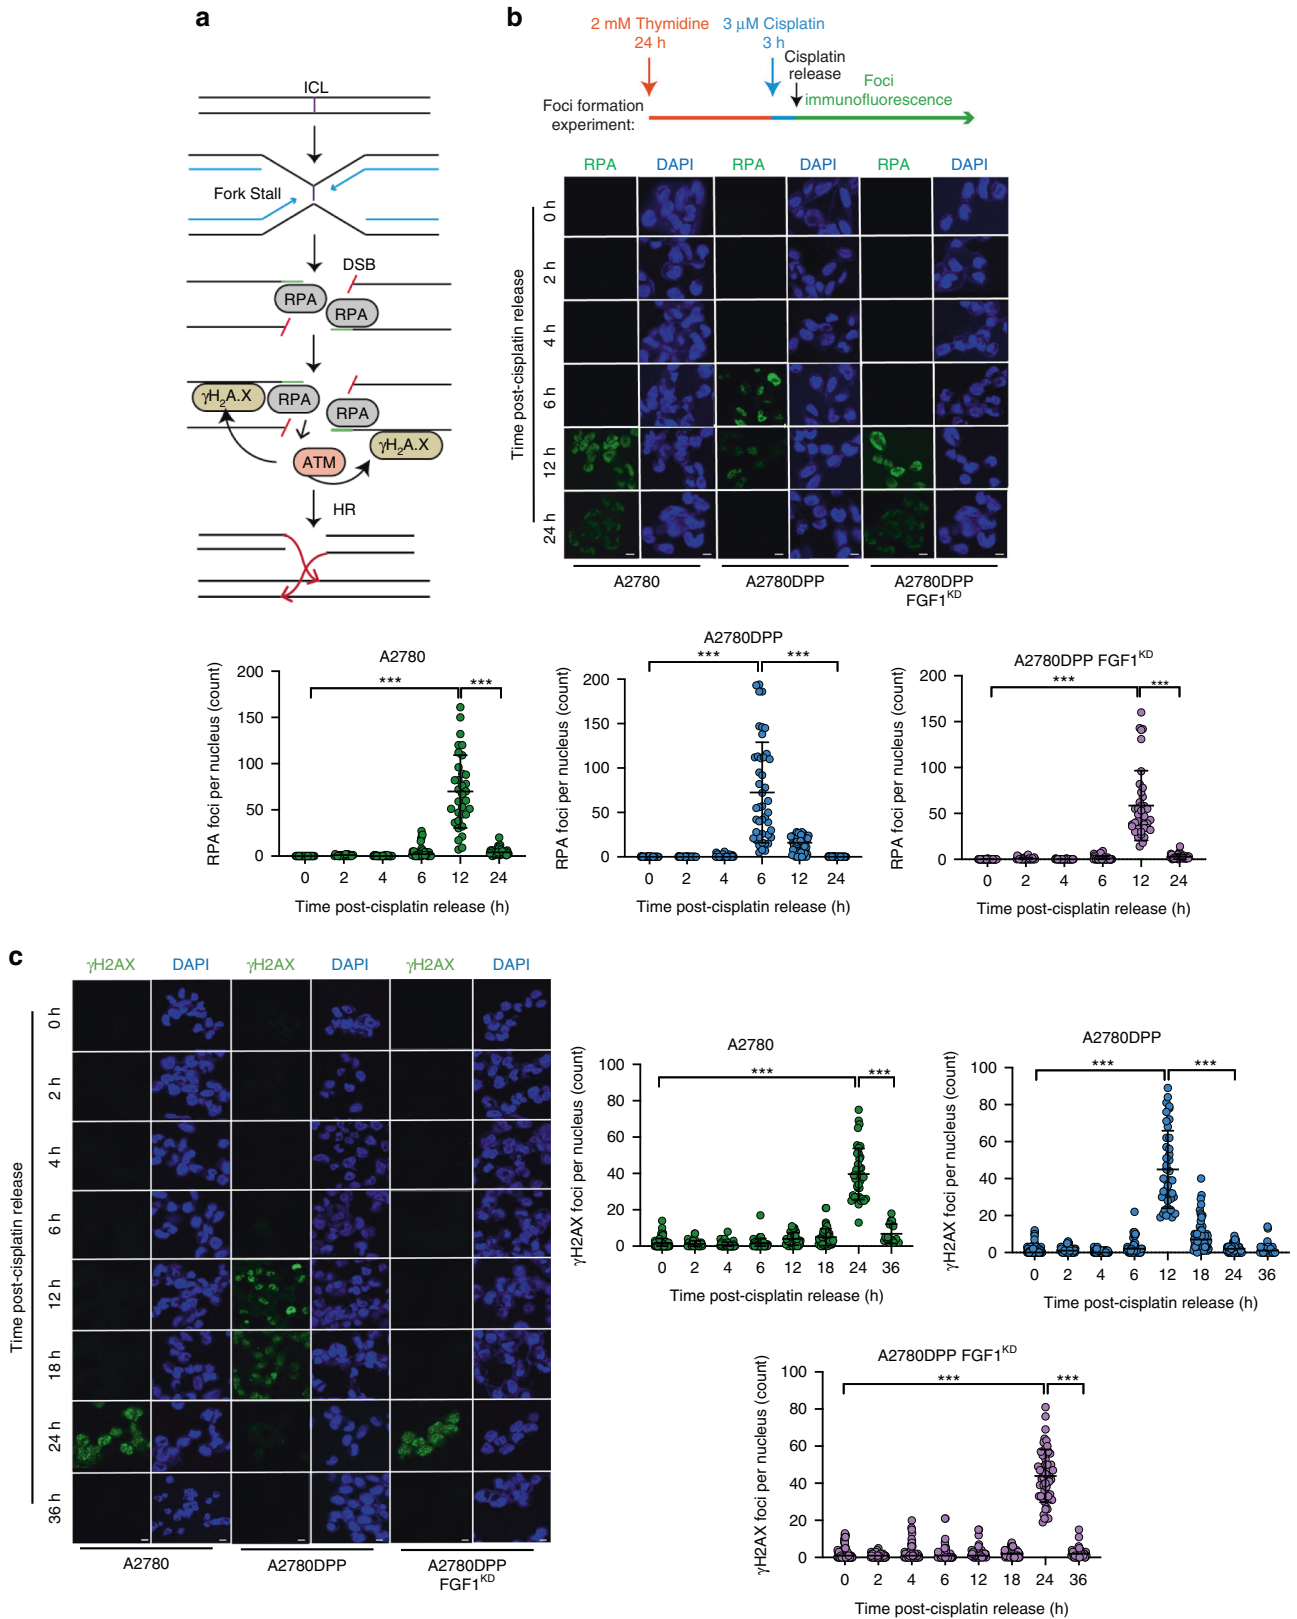 a
ICL
Fork Stall
DSB
RPA
RPA
γH2A.X
RPA
RPA
γH2A.X
ATM
HR
b
2 mM Thymidine
24 h
3 μM Cisplatin
3 h
Cisplatin
release
Foci
immunofluorescence
Foci formation
experiment:
RPA DAPI RPA DAPI RPA DAPI
Time post-cisplatin release
0 h
2 h
4 h
6 h
12 h
24 h
A2780
A2780DPP
A2780DPP
FGF1KD
A2780
*** ***
RPA foci per nucleus (count)
200
150
100
50
0
0 2 4 6 12 24
Time post-cisplatin release (h)
A2780DPP
*** ***
RPA foci per nucleus (count)
200
150
100
50
0
0 2 4 6 12 24
Time post-cisplatin release (h)
A2780DPP FGF1KD
*** ***
RPA foci per nucleus (count)
200
150
100
50
0
0 2 4 6 12 24
Time post-cisplatin release (h)
c
γH2AX DAPI γH2AX DAPI γH2AX DAPI
Time post-cisplatin release
0 h
2 h
4 h
6 h
12 h
18 h
24 h
36 h
A2780
A2780DPP
A2780DPP
FGF1KD
A2780
*** ***
γH2AX foci per nucleus (count)
100
80
60
40
20
0
0 2 4 6 12 18 24 36
Time post-cisplatin release (h)
A2780DPP
*** ***
γH2AX foci per nucleus (count)
100
80
60
40
20
0
0 2 4 6 12 18 24 36
Time post-cisplatin release (h)
A2780DPP FGF1KD
*** ***
γH2AX foci per nucleus (count)
100
80
60
40
20
0
0 2 4 6 12 18 24 36
Time post-cisplatin release (h)